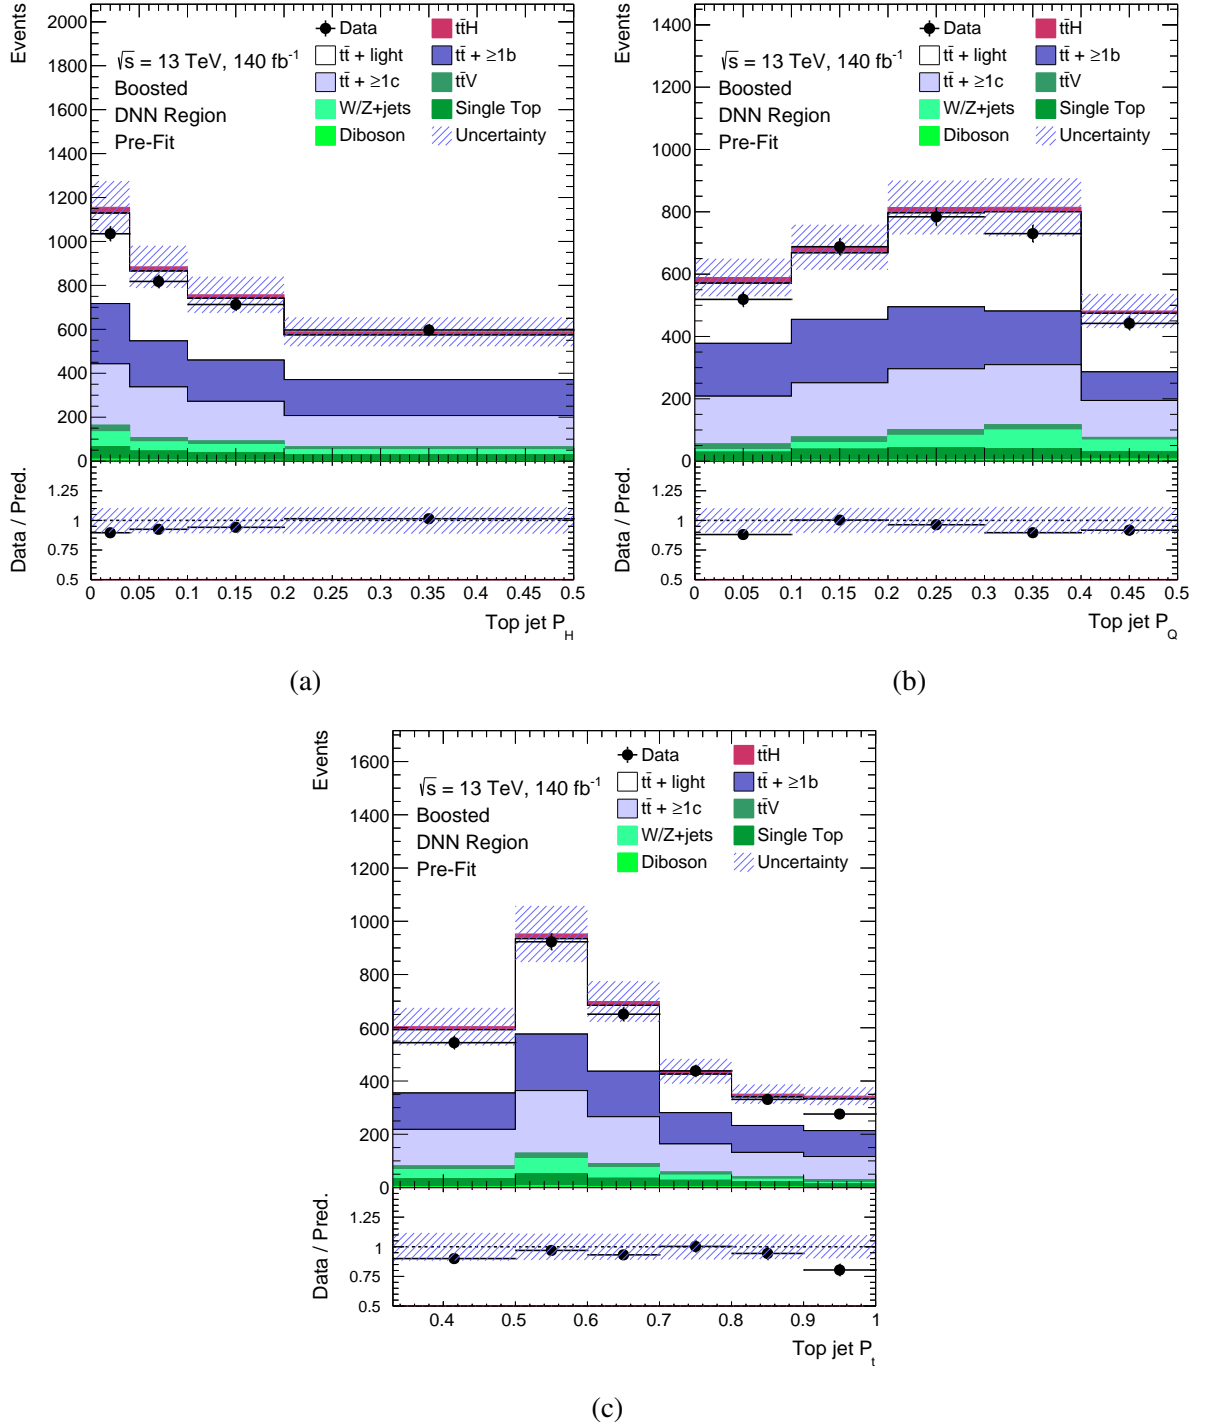 Events
2000
1800
1600
1400
1200
1000
800
600
400
200
0
√s = 13 TeV, 140 fb⁻¹
Boosted
DNN Region
Pre-Fit
Data
tt̄H
tt̄ + light
tt̄ + ≥1b
tt̄ + ≥1c
tt̄V
W/Z+jets
Single Top
Diboson
Uncertainty
Data / Pred.
1.25
1
0.75
0.5
0 0.05 0.1 0.15 0.2 0.25 0.3 0.35 0.4 0.45 0.5
Top jet P_H
(a)
Events
1400
1200
1000
800
600
400
200
0
√s = 13 TeV, 140 fb⁻¹
Boosted
DNN Region
Pre-Fit
Data
tt̄H
tt̄ + light
tt̄ + ≥1b
tt̄ + ≥1c
tt̄V
W/Z+jets
Single Top
Diboson
Uncertainty
Data / Pred.
1.25
1
0.75
0.5
0 0.05 0.1 0.15 0.2 0.25 0.3 0.35 0.4 0.45 0.5
Top jet P_Q
(b)
Events
1600
1400
1200
1000
800
600
400
200
0
√s = 13 TeV, 140 fb⁻¹
Boosted
DNN Region
Pre-Fit
Data
tt̄H
tt̄ + light
tt̄ + ≥1b
tt̄ + ≥1c
tt̄V
W/Z+jets
Single Top
Diboson
Uncertainty
Data / Pred.
1.25
1
0.75
0.5
0.4 0.5 0.6 0.7 0.8 0.9 1
Top jet P_t
(c)